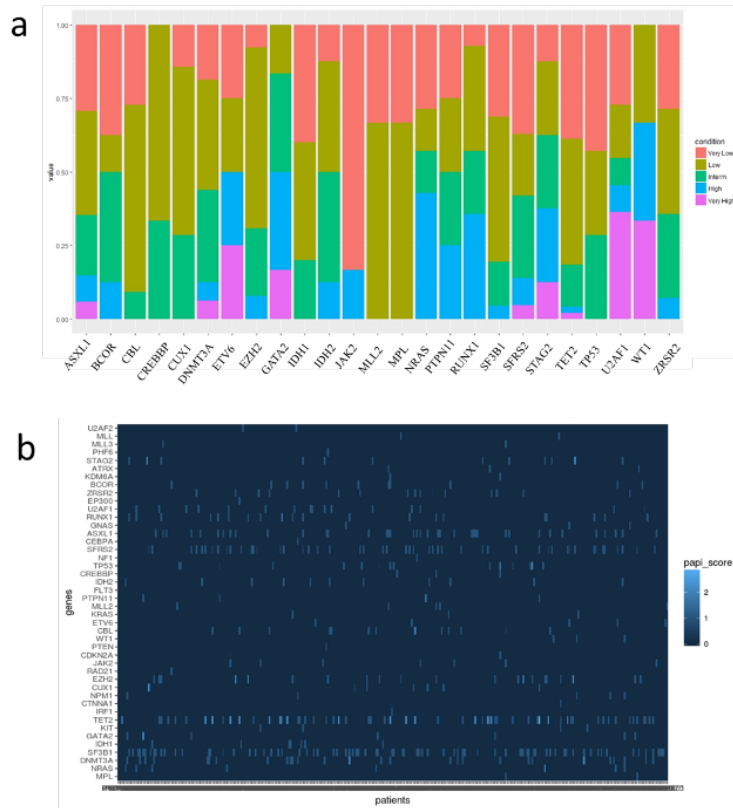 a
1.00
0.75
0.50
0.25
0.00
value
condition
Very Low
Low
Interm
High
Very High
ASXL1
BCOR
CBL
CREBBP
CUX1
DNMT3A
ETV6
EZH2
GATA2
IDH1
IDH2
JAK2
MLL2
MPL
NRAS
PTPN11
RUNX1
SF3B1
SFRS2
STAG2
TET2
TP53
U2AF1
WT1
ZRSR2
b
U2AF2
MLL
MLL3
PHF6
STAG2
ATRX
KDM6A
BCOR
ZRSR2
EP300
U2AF1
RUNX1
GNAS
ASXL1
CEBPA
SFRS2
NF1
TP53
CREBBP
IDH2
FLT3
PTPN11
MLL2
KRAS
ETV6
CBL
WT1
PTEN
CDKN2A
JAK2
RAD21
EZH2
CUX1
NPM1
CTNNA1
IRF1
TET2
KIT
GATA2
IDH1
SF3B1
DNMT3A
NRAS
MPL
genes
papi_score
2
1
0
patients